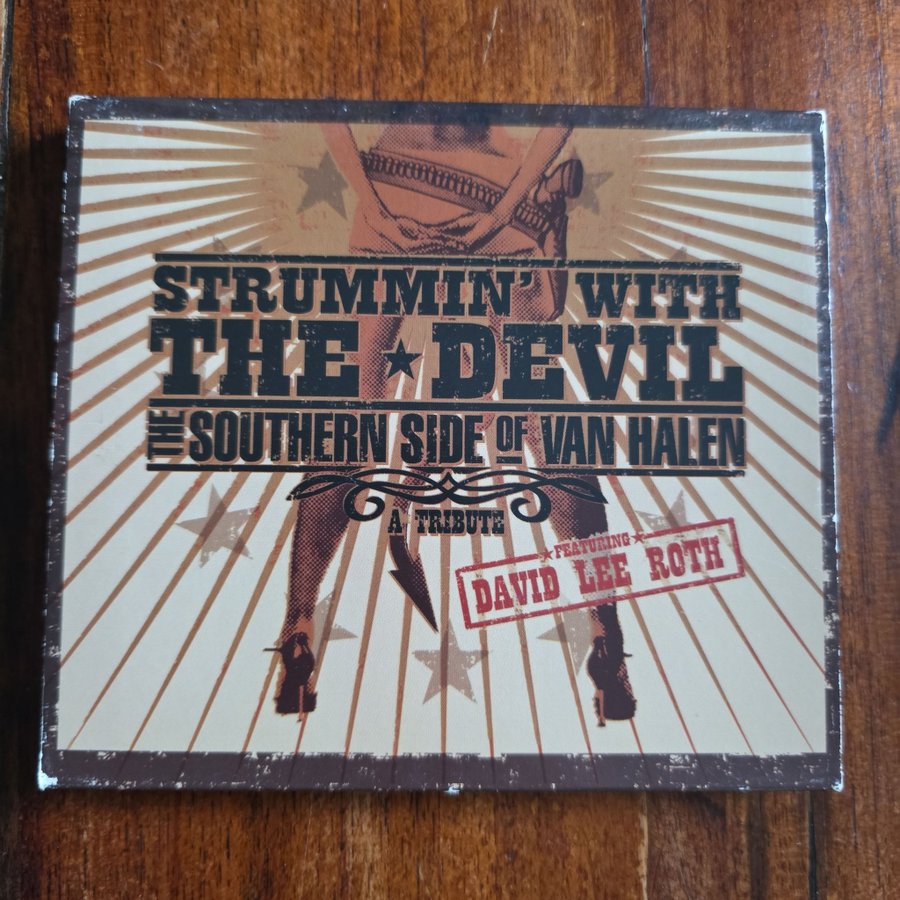 STRUMMIN' WITH
THE ★ DEVIL
THE SOUTHERN SIDE OF VAN HALEN
A TRIBUTE
★FEATURING★
DAVID LEE ROTH